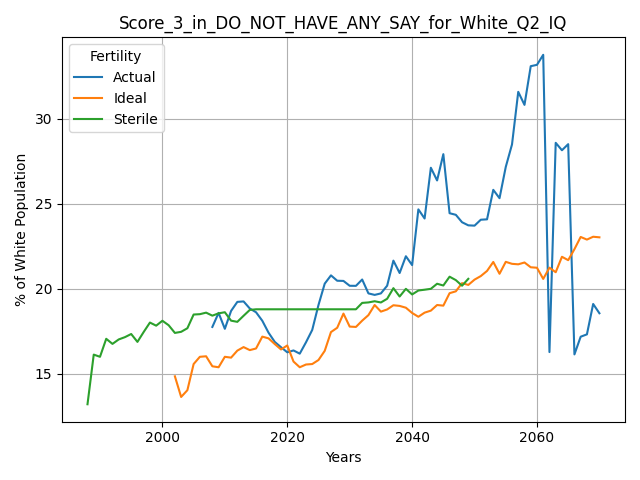 Score_3_in_DO_NOT_HAVE_ANY_SAY_for_White_Q2_IQ
Fertility
Actual
Ideal
Sterile
% of White Population
30
25
20
15
2000
2020
2040
2060
Years